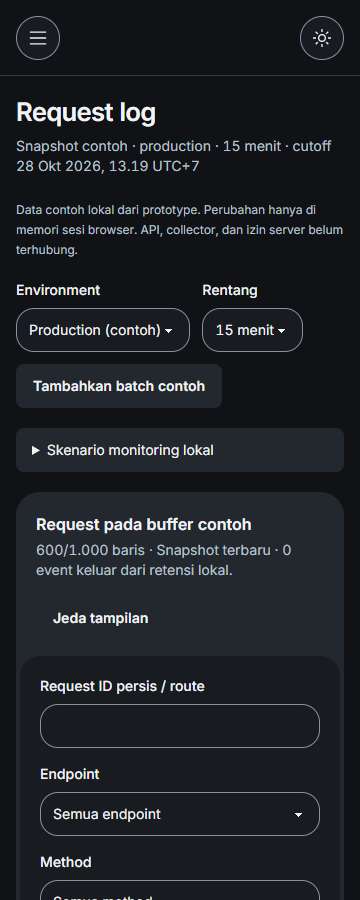 Request log
Snapshot contoh · production · 15 menit · cutoff
28 Okt 2026, 13.19 UTC+7
Data contoh lokal dari prototype. Perubahan hanya di
memori sesi browser. API, collector, dan izin server belum
terhubung.
Environment
Rentang
Production (contoh)
15 menit
Tambahkan batch contoh
Skenario monitoring lokal
Request pada buffer contoh
600/1.000 baris · Snapshot terbaru · 0
event keluar dari retensi lokal.
Jeda tampilan
Request ID persis / route
Endpoint
Semua endpoint
Method
Semua method